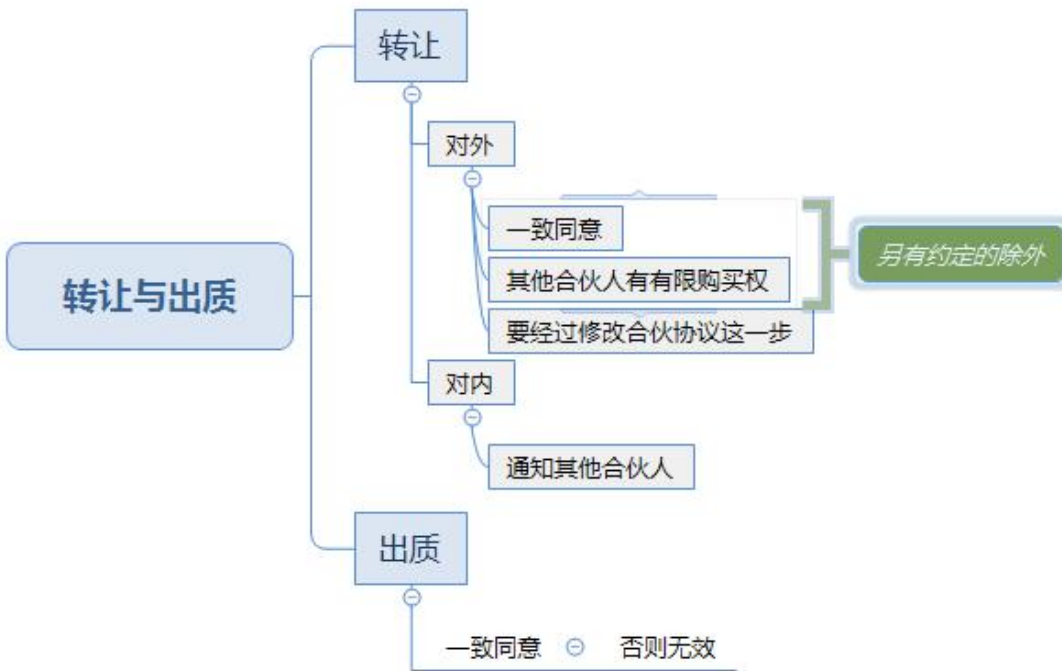 转让与出质
转让
对外
一致同意
其他合伙人有有限购买权
要经过修改合伙协议这一步
另有约定的除外
对内
通知其他合伙人
出质
一致同意 否则无效